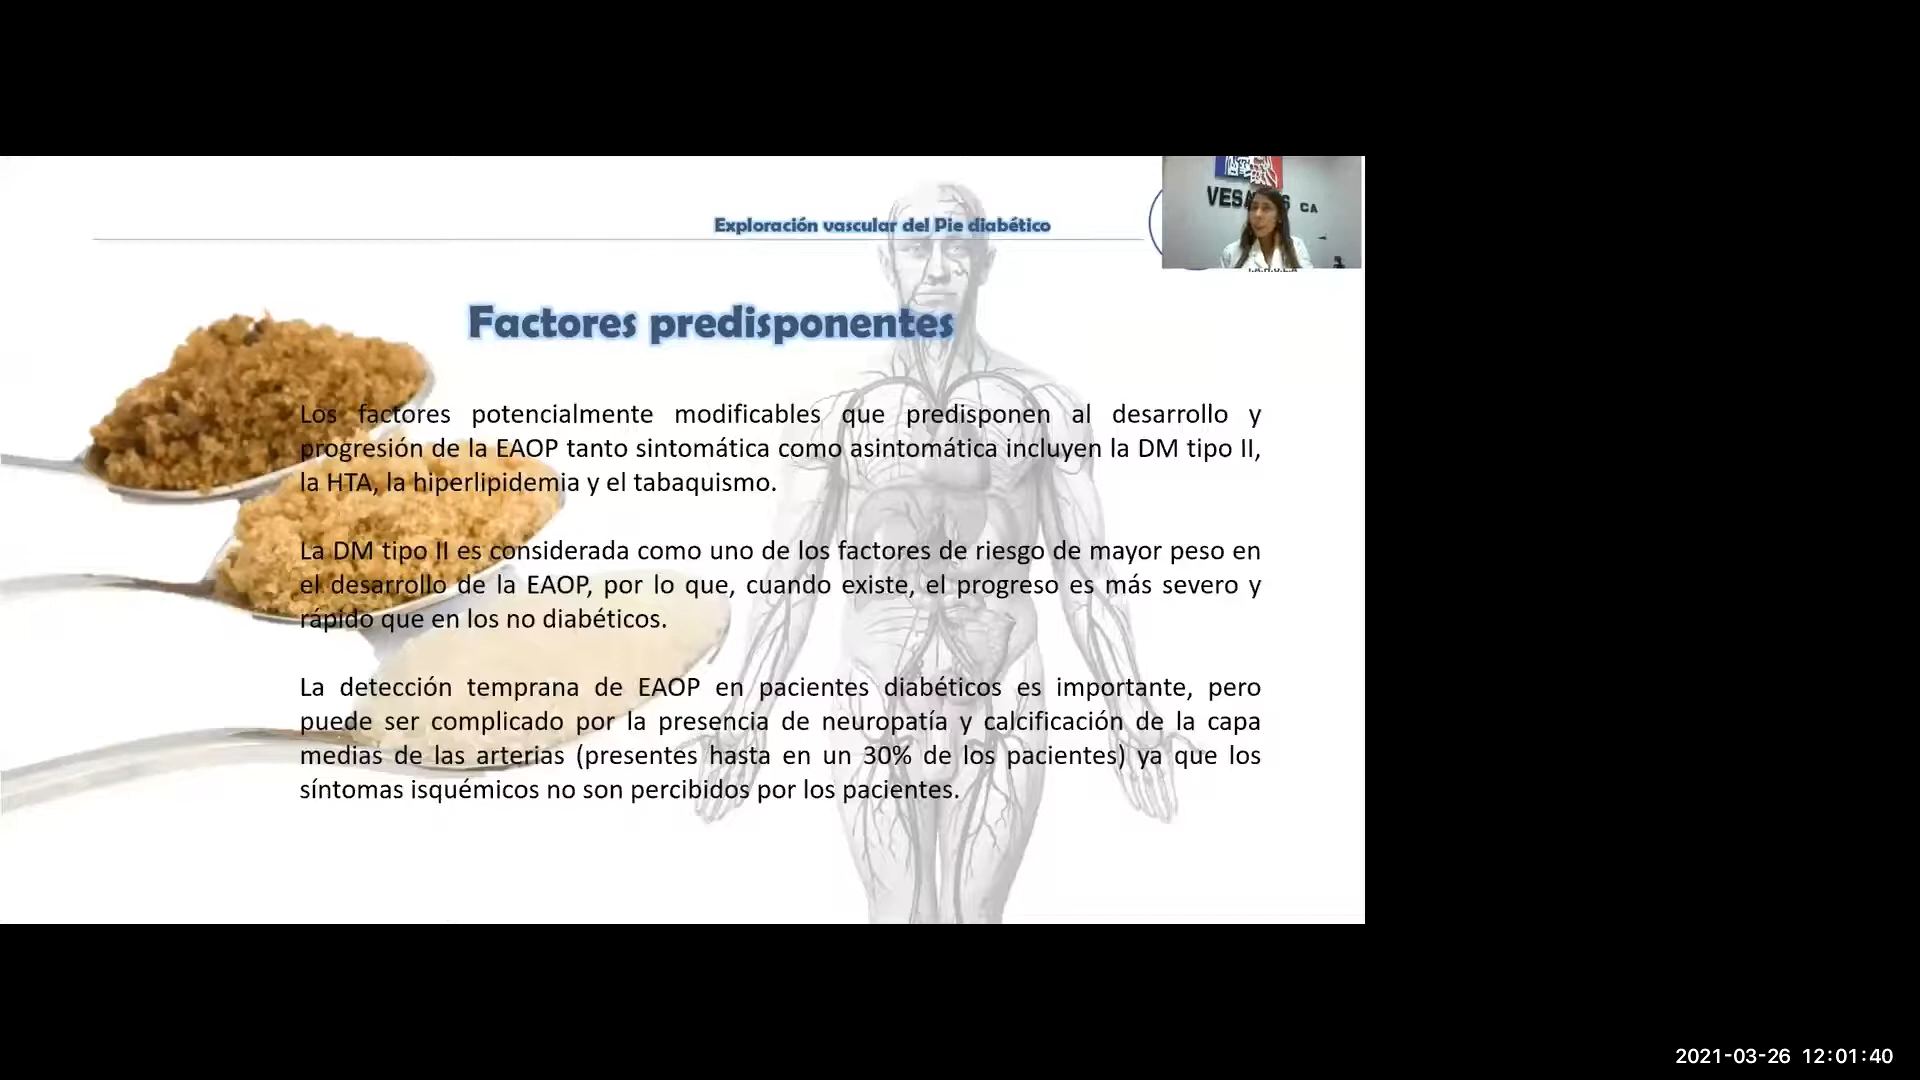 Exploración vascular del Pie diabético
CA
Factores predisponentes
Los factores potencialmente modificables que predisponen al desarrollo y
progresión de la EAOP tanto sintomática como asintomática incluyen la DM tipo II,
la HTA, la hiperlipidemia y el tabaquismo.
La DM tipo II es considerada como uno de los factores de riesgo de mayor peso en
el desarrollo de la EAOP, por lo que, cuando existe, el progreso es más severo y
rápido que en los no diabéticos.
La detección temprana de EAOP en pacientes diabéticos es importante, pero
puede ser complicado por la presencia de neuropatía y calcificación de la capa
medias de las arterias (presentes hasta en un 30% de los pacientes) ya que los
síntomas isquémicos no son percibidos por los pacientes.
2021-03-26 12:01:40